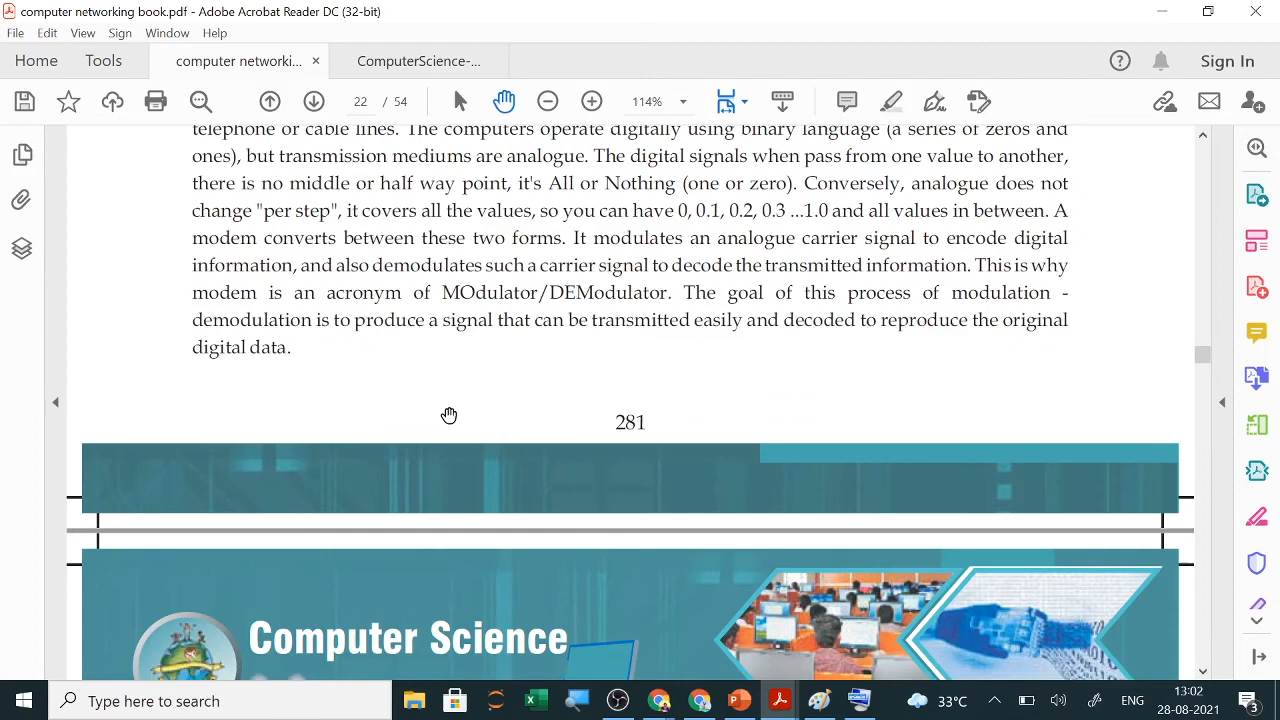 computer networking book.pdf - Adobe Acrobat Reader DC (32-bit)
File Edit View Sign Window Help
Home Tools computer networki... × ComputerScience-... Sign In
22 / 54 114%
telephone or cable lines. The computers operate digitally using binary language (a series of zeros and
ones), but transmission mediums are analogue. The digital signals when pass from one value to another,
there is no middle or half way point, it's All or Nothing (one or zero). Conversely, analogue does not
change "per step", it covers all the values, so you can have 0, 0.1, 0.2, 0.3 ...1.0 and all values in between. A
modem converts between these two forms. It modulates an analogue carrier signal to encode digital
information, and also demodulates such a carrier signal to decode the transmitted information. This is why
modem is an acronym of MOdulator/DEModulator. The goal of this process of modulation -
demodulation is to produce a signal that can be transmitted easily and decoded to reproduce the original
digital data.
281
Computer Science
Type here to search 33°C ENG 13:02
28-08-2021 3